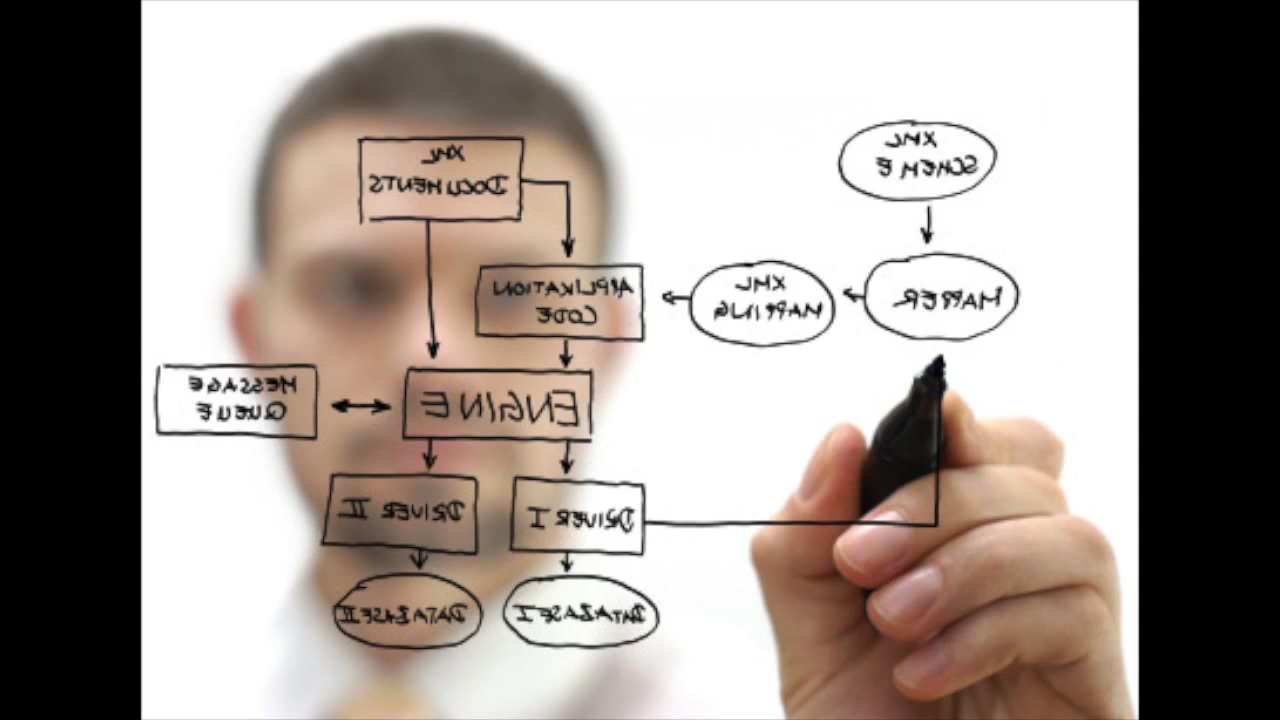 XML
DOCUMENTS
XML
SCHEME
APPLIKATION
CODE
XML
MAPPING
MAPPER
MESSAGE
QUEUE
ENGINE
DRIVER II
DRIVER I
DATABASE II
DATABASE I